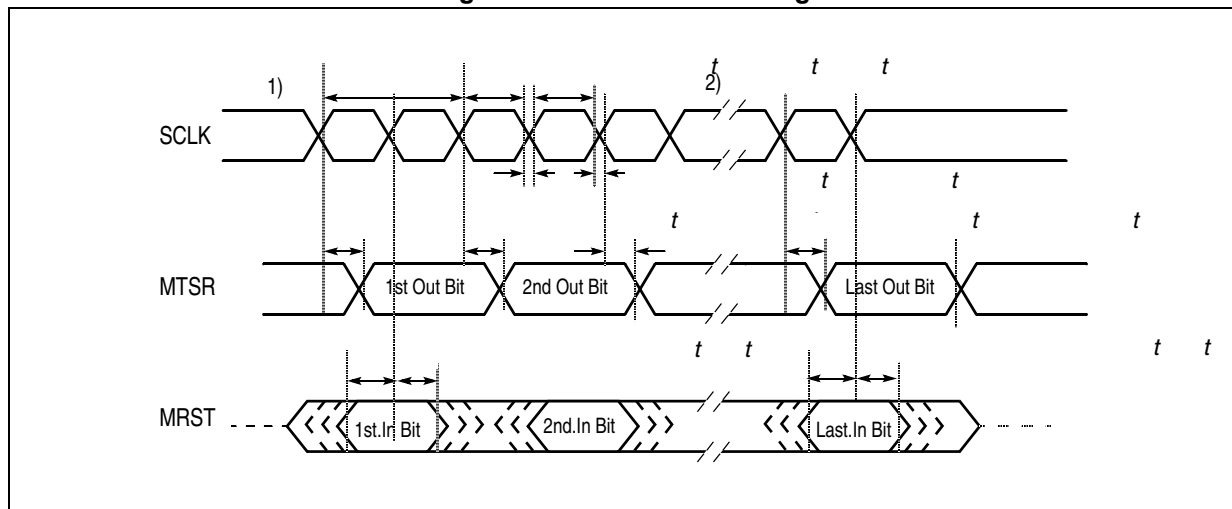 t t t
1) 2)
SCLK
t t
t t t
MTSR 1st Out Bit 2nd Out Bit Last Out Bit
t t t t
MRST 1st.In Bit 2nd.In Bit Last.In Bit